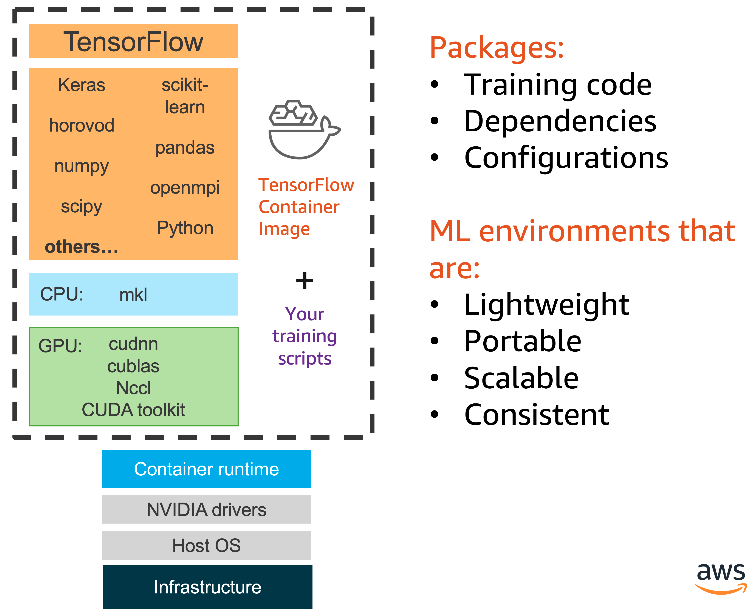 TensorFlow
Keras
horovod
numpy
scipy
others...
scikit-
learn
pandas
openmpi
Python
CPU: mkl
GPU: cudnn
cublas
Nccl
CUDA toolkit
TensorFlow
Container
Image
+
Your
training
scripts
Container runtime
NVIDIA drivers
Host OS
Infrastructure
Packages:
• Training code
• Dependencies
• Configurations
ML environments that
are:
• Lightweight
• Portable
• Scalable
• Consistent
aws